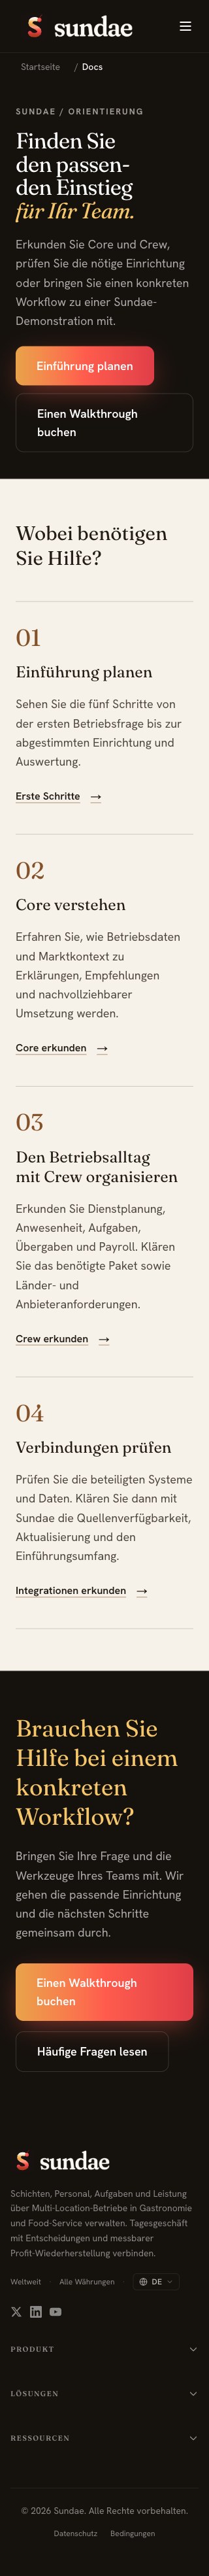 sundae
Startseite / Docs
SUNDAE / ORIENTIERUNG
Finden Sie
den passen-
den Einstieg
für Ihr Team.
Erkunden Sie Core und Crew,
prüfen Sie die nötige Einrichtung
oder bringen Sie einen konkreten
Workflow zu einer Sundae-
Demonstration mit.
Einführung planen
Einen Walkthrough
buchen
Wobei benötigen
Sie Hilfe?
01
Einführung planen
Sehen Sie die fünf Schritte von
der ersten Betriebsfrage bis zur
abgestimmten Einrichtung und
Auswertung.
Erste Schritte →
02
Core verstehen
Erfahren Sie, wie Betriebsdaten
und Marktkontext zu
Erklärungen, Empfehlungen
und nachvollziehbarer
Umsetzung werden.
Core erkunden →
03
Den Betriebsalltag
mit Crew organisieren
Erkunden Sie Dienstplanung,
Anwesenheit, Aufgaben,
Übergaben und Payroll. Klären
Sie das benötigte Paket sowie
Länder- und
Anbieteranforderungen.
Crew erkunden →
04
Verbindungen prüfen
Prüfen Sie die beteiligten Systeme
und Daten. Klären Sie dann mit
Sundae die Quellenverfügbarkeit,
Aktualisierung und den
Einführungsumfang.
Integrationen erkunden →
Brauchen Sie
Hilfe bei einem
konkreten
Workflow?
Bringen Sie Ihre Frage und die
Werkzeuge Ihres Teams mit. Wir
gehen die passende Einrichtung
und die nächsten Schritte
gemeinsam durch.
Einen Walkthrough
buchen
Häufige Fragen lesen
sundae
Schichten, Personal, Aufgaben und Leistung
über Multi-Location-Betriebe in Gastronomie
und Food-Service verwalten. Tagesgeschäft
mit Entscheidungen und messbarer
Profit-Wiederherstellung verbinden.
Weltweit · Alle Währungen · DE
PRODUKT
LÖSUNGEN
RESSOURCEN
© 2026 Sundae. Alle Rechte vorbehalten.
Datenschutz Bedingungen